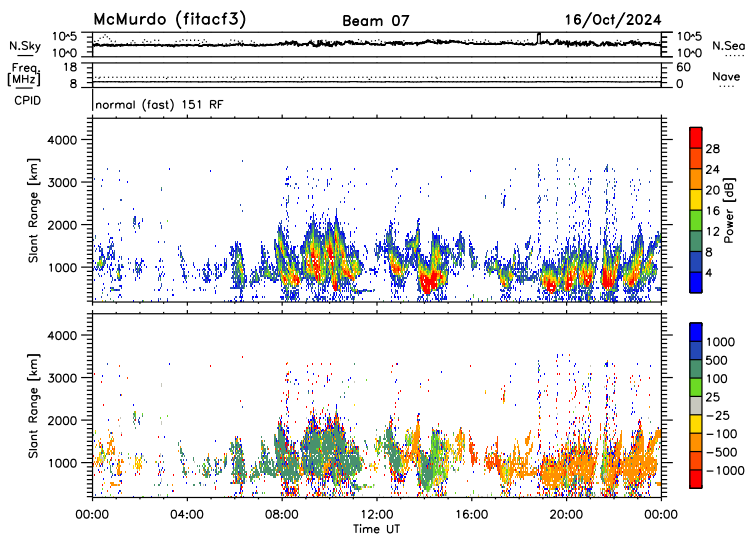 McMurdo (fitacf3) Beam 07 16/Oct/2024
N.Sky 10^5 10^5 N.Sea
10^0 10^0
Freq. 18 60
[MHz] 8 0 Nave
CPID normal (fast) 151 RF
4000
3000
2000
1000
Slant Range [km]
28
24
20
16
12
8
4
Power [dB]
4000
3000
2000
1000
Slant Range [km]
1000
500
100
25
-25
-100
-500
-1000
00:00 04:00 08:00 12:00 16:00 20:00 00:00
Time UT